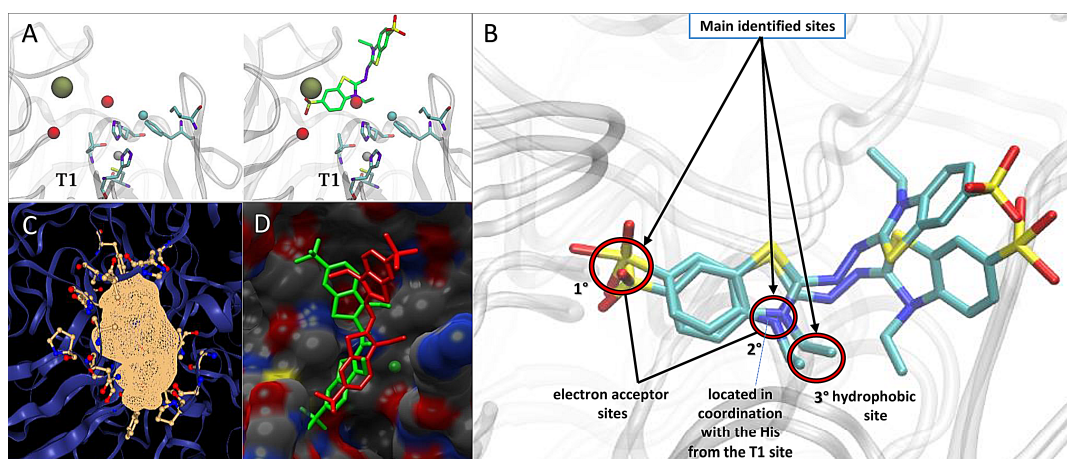 A
T1
T1
B
Main identified sites
1°
2°
3° hydrophobic
site
electron acceptor
sites
located in
coordination
with the His
from the T1 site
C
D